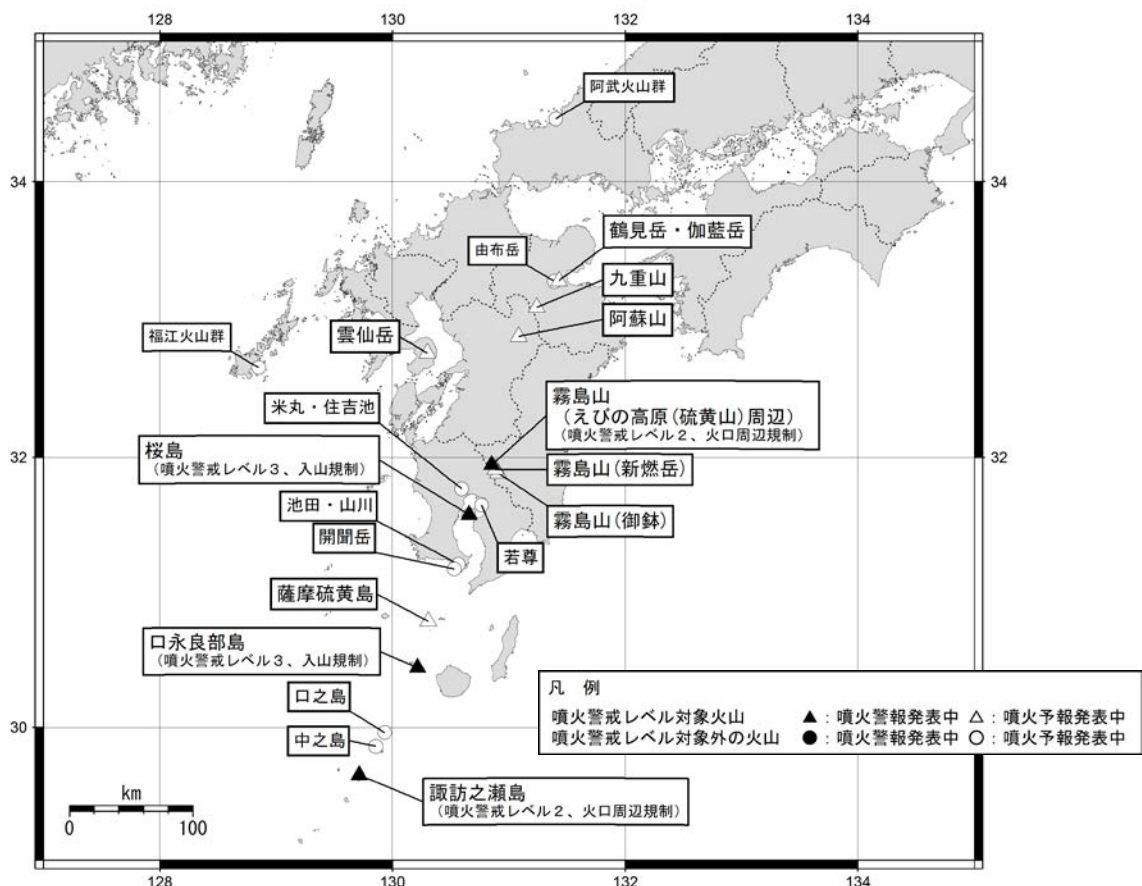 128
130
132
134
阿武火山群
34
34
鶴見岳・伽藍岳
由布岳
九重山
福江火山群
雲仙岳
阿蘇山
米丸・住吉池
霧島山
(えびの高原(硫黄山)周辺)
(噴火警戒レベル2、火口周辺規制)
桜島
(噴火警戒レベル3、入山規制)
32
32
霧島山(新燃岳)
池田・山川
霧島山(御鉢)
開聞岳
若尊
薩摩硫黄島
口永良部島
(噴火警戒レベル3、入山規制)
口之島
30
中之島
凡 例
噴火警戒レベル対象火山 ▲:噴火警報発表中 △:噴火予報発表中
噴火警戒レベル対象外の火山 ●:噴火警報発表中 ○:噴火予報発表中
諏訪之瀬島
(噴火警戒レベル2、火口周辺規制)
km
0 100
128
130
132
134